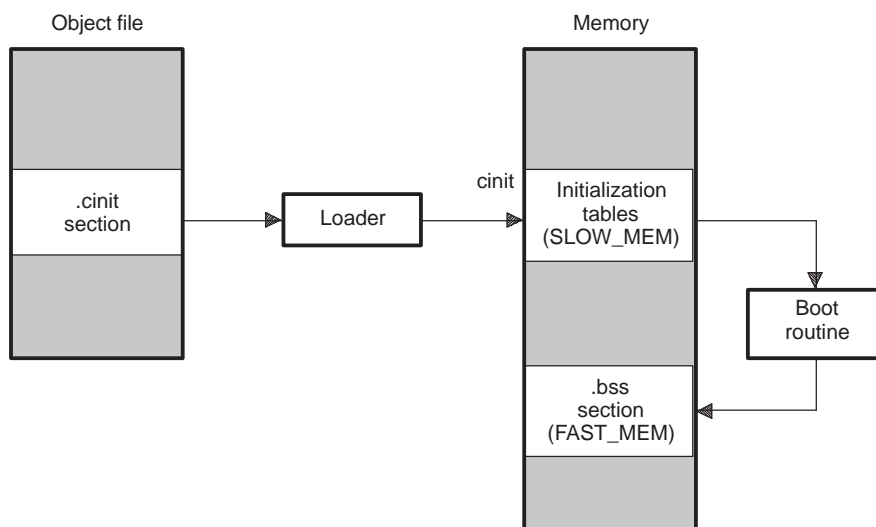 Object file
Memory
.cinit
section
Loader
cinit
Initialization
tables
(SLOW_MEM)
Boot
routine
.bss
section
(FAST_MEM)